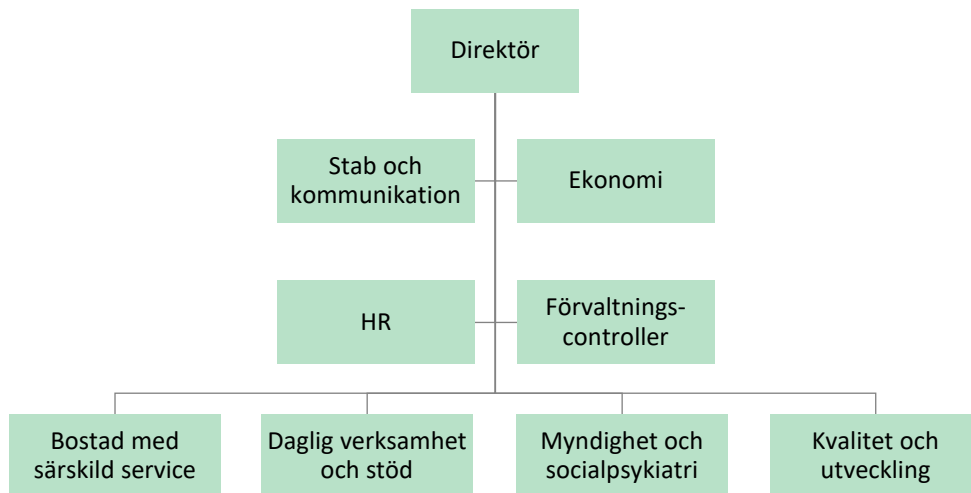 Direktör
Stab och
kommunikation
Ekonomi
HR
Förvaltnings-
controller
Bostad med
särskild service
Daglig verksamhet
och stöd
Myndighet och
socialpsykiatri
Kvalitet och
utveckling